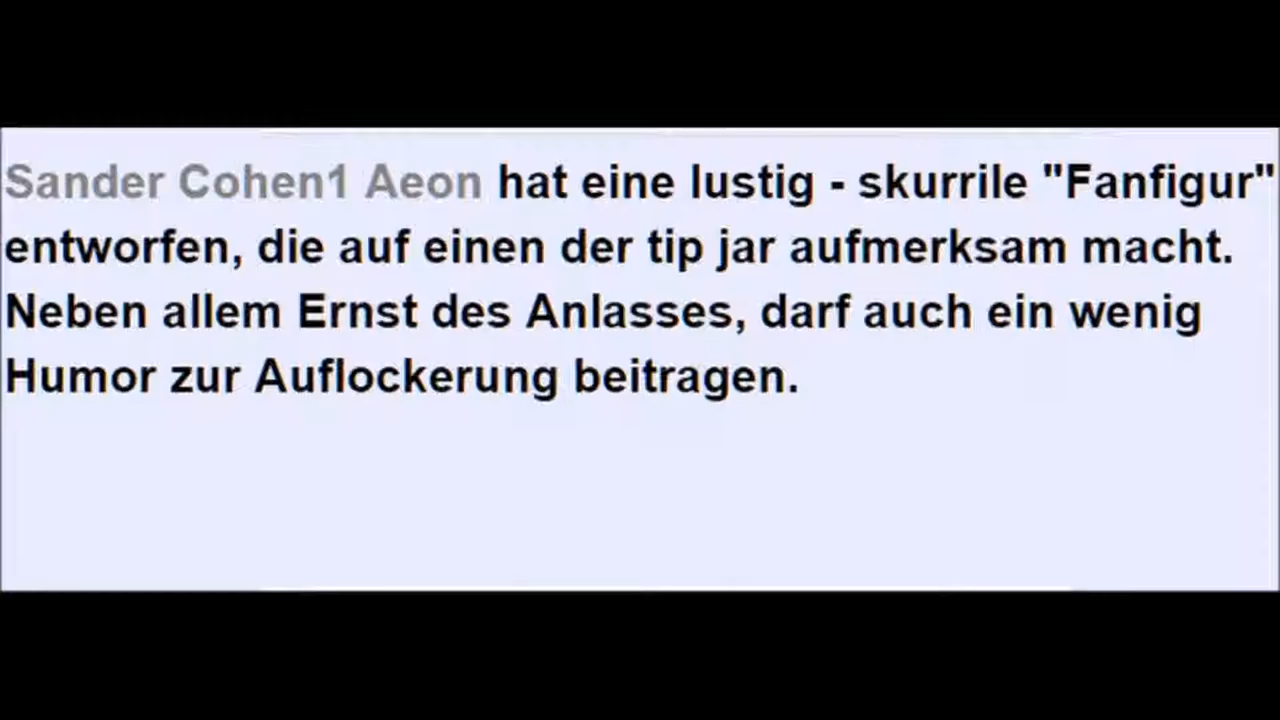 Sander Cohen1 Aeon hat eine lustig - skurrile "Fanfigur"
entworfen, die auf einen der tip jar aufmerksam macht.
Neben allem Ernst des Anlasses, darf auch ein wenig
Humor zur Auflockerung beitragen.